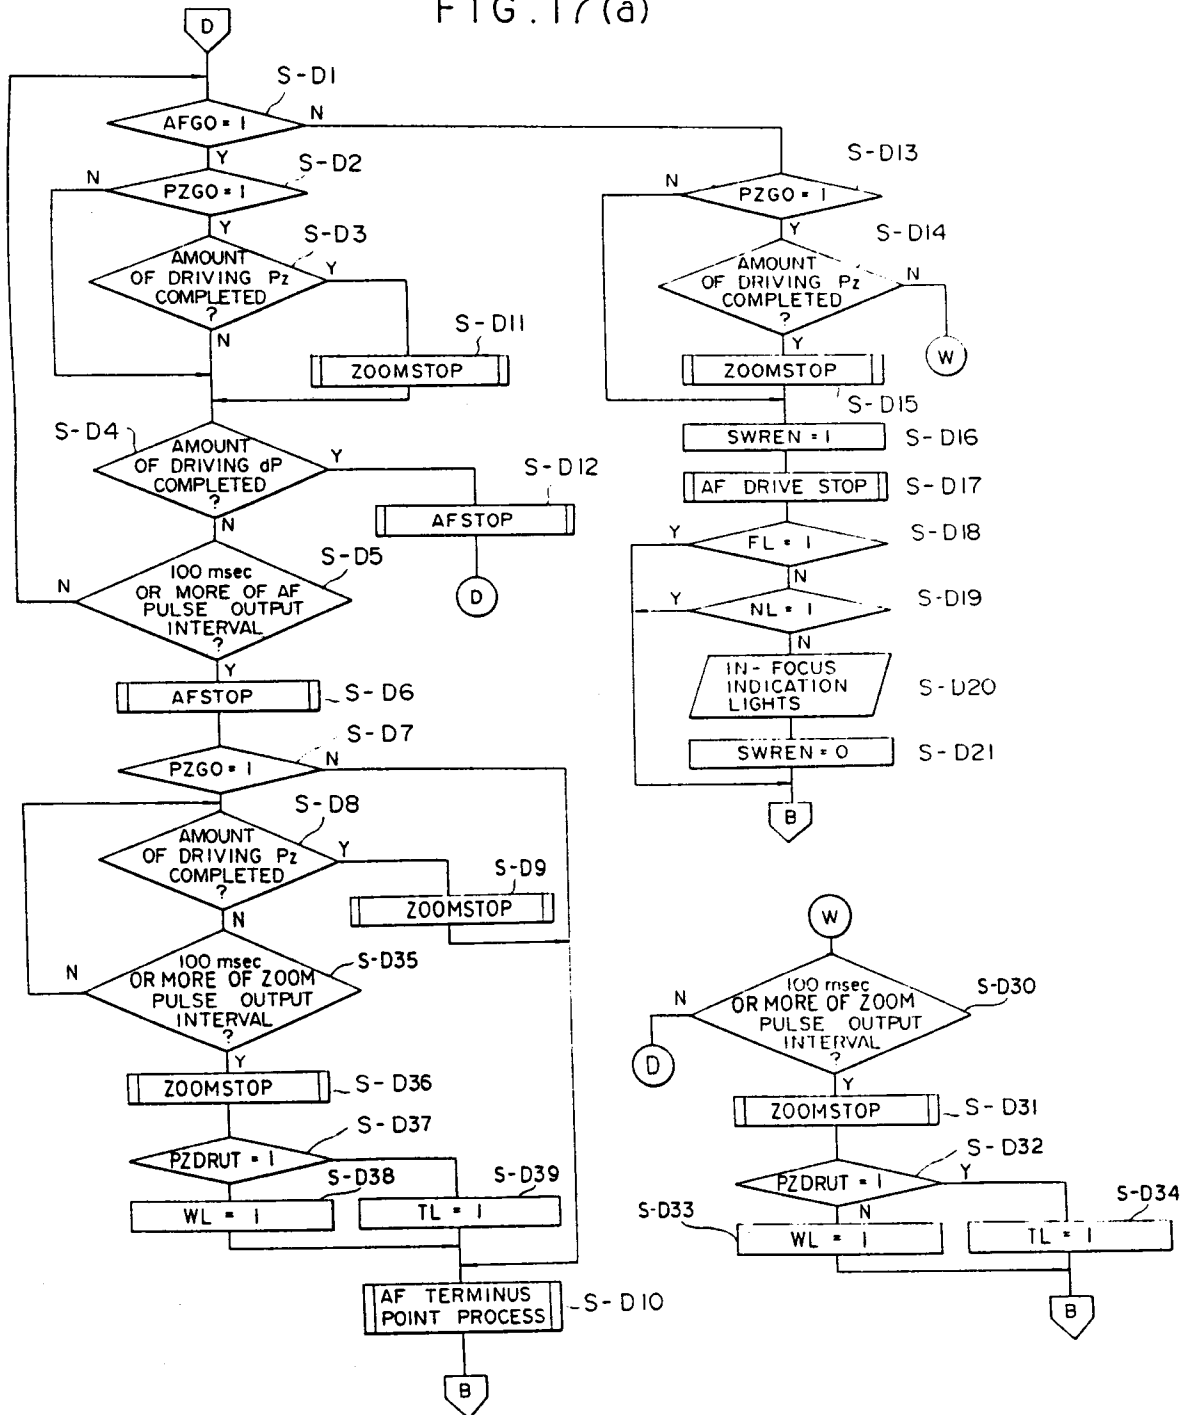 FIG. 17(a)
D
S-D1
AFGO = 1
N
Y
S-D2
N
PZGO = 1
Y
S-D3
AMOUNT
OF DRIVING Pz
COMPLETED
?
Y
N
S-D11
ZOOMSTOP
S-D4
AMOUNT
OF DRIVING dP
COMPLETED
?
Y
N
S-D12
AFSTOP
D
S-D5
100 msec
OR MORE OF AF
PULSE OUTPUT
INTERVAL
?
N
Y
AFSTOP
S-D6
S-D7
PZGO = 1
N
S-D8
AMOUNT
OF DRIVING Pz
COMPLETED
?
Y
N
S-D9
ZOOMSTOP
100 msec
OR MORE OF ZOOM
PULSE OUTPUT
INTERVAL
?
S-D35
N
Y
ZOOMSTOP
S-D36
S-D37
PZDRUT = 1
S-D38
WL = 1
S-D39
TL = 1
AF TERMINUS
POINT PROCESS
S-D10
B
S-D13
N
PZGO = 1
Y
S-D14
AMOUNT
OF DRIVING Pz
COMPLETED
?
N
Y
W
ZOOMSTOP
S-D15
SWREN = 1
S-D16
AF DRIVE STOP
S-D17
Y
FL = 1
S-D18
N
Y
NL = 1
S-D19
N
IN-FOCUS
INDICATION
LIGHTS
S-D20
SWREN = 0
S-D21
B
W
100 msec
OR MORE OF ZOOM
PULSE OUTPUT
INTERVAL
?
S-D30
N
D
Y
ZOOMSTOP
S-D31
S-D32
PZDRUT = 1
Y
N
S-D33
WL = 1
S-D34
TL = 1
B